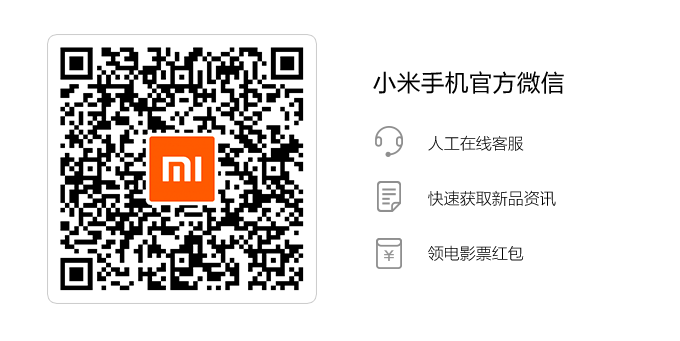 小米手机官方微信
人工在线客服
快速获取新品资讯
领电影票红包
mi
¥